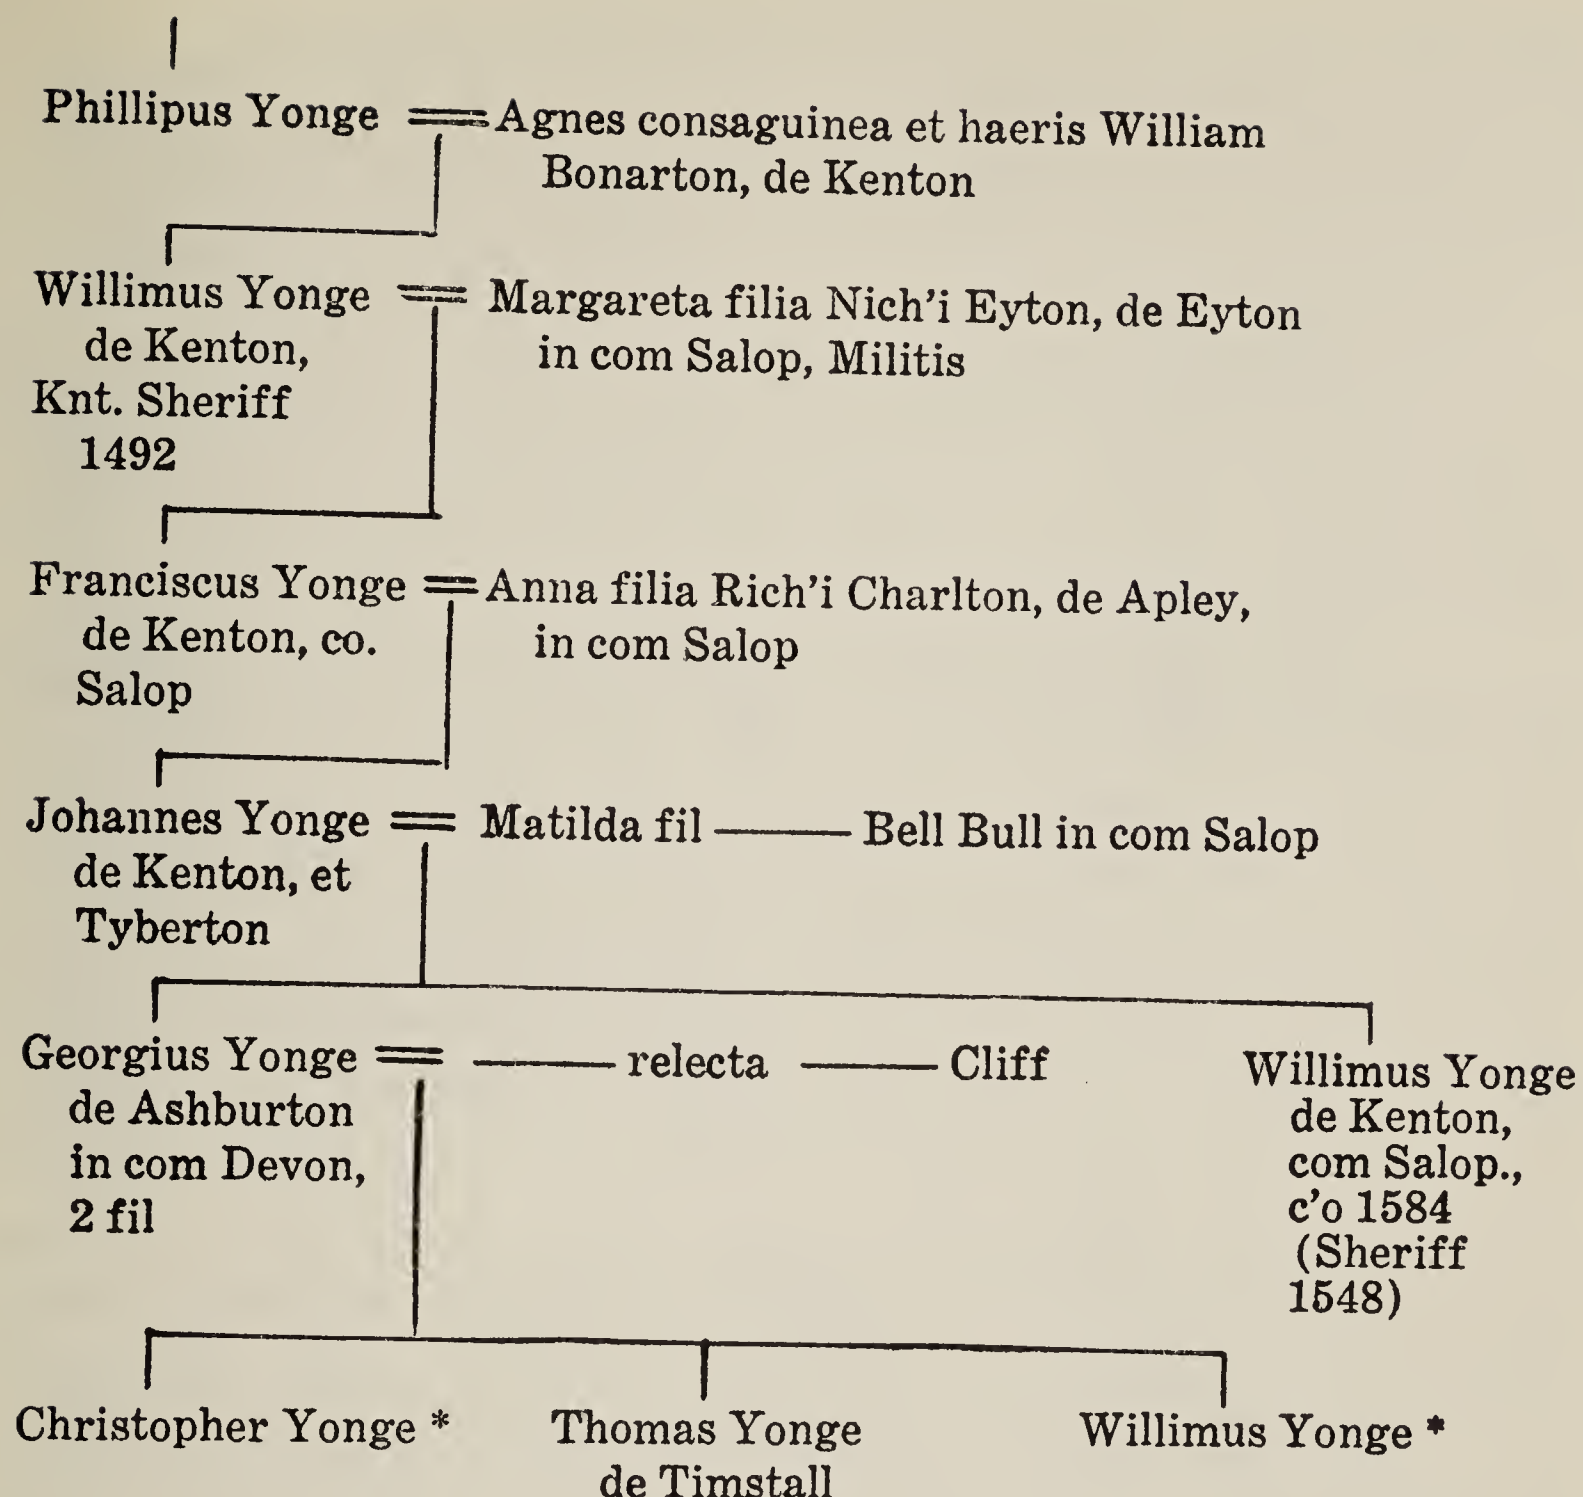 Phillipus Yonge == Agnes consaguinea et haeris William
Bonarton, de Kenton
Willimus Yonge == Margareta filia Nich'i Eyton, de Eyton
de Kenton, in com Salop, Militis
Knt. Sheriff
1492
Franciscus Yonge == Anna filia Rich'i Charlton, de Apley,
de Kenton, co. in com Salop
Salop
Johannes Yonge == Matilda fil —— Bell Bull in com Salop
de Kenton, et
Tyberton
Georgius Yonge == —— relecta —— Cliff
de Ashburton
in com Devon,
2 fil
Willimus Yonge
de Kenton,
com Salop.,
c'o 1584
(Sheriff
1548)
Christopher Yonge * Thomas Yonge Willimus Yonge *
de Timstall